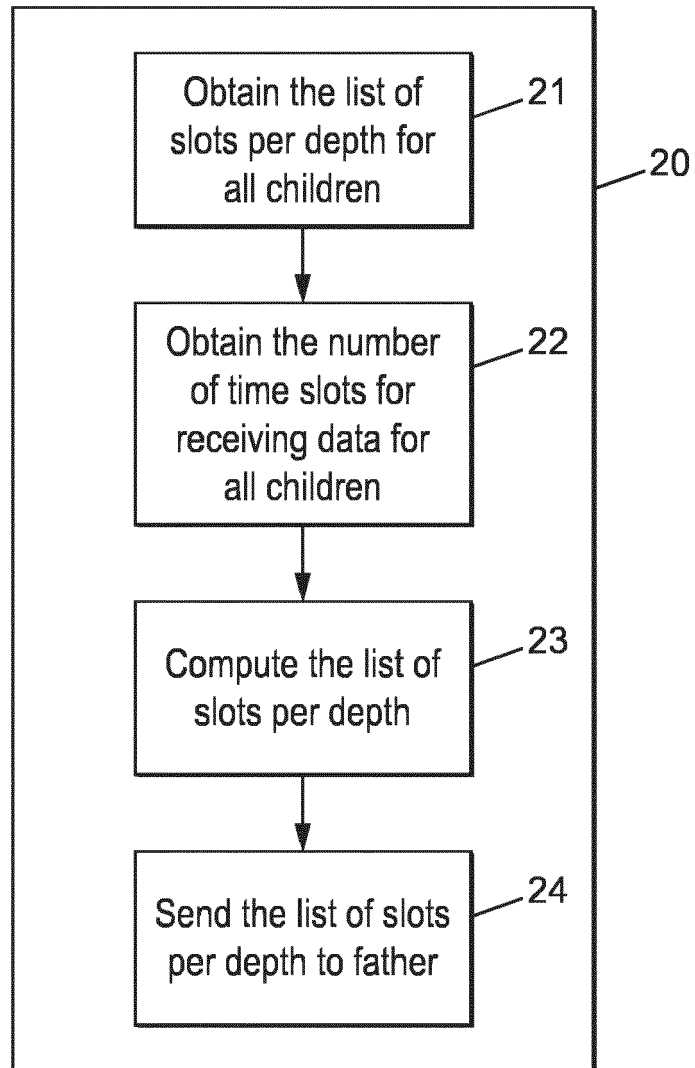 Obtain the list of
slots per depth for
all children
21
20
Obtain the number
of time slots for
receiving data for
all children
22
Compute the list of
slots per depth
23
Send the list of slots
per depth to father
24